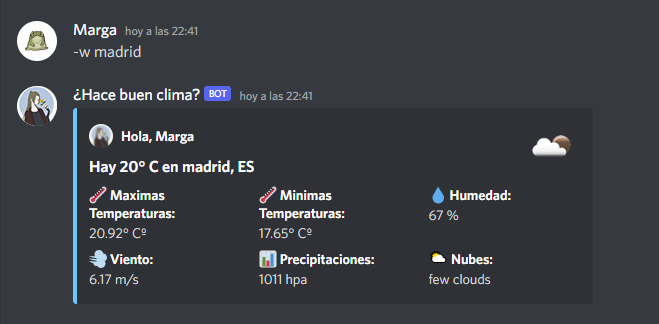 Marga hoy a las 22:41
-w madrid
¿Hace buen clima? BOT hoy a las 22:41
Hola, Marga
Hay 20° C en madrid, ES
Maximas Temperaturas:
20.92° Cº
Minimas Temperaturas:
17.65° Cº
Humedad:
67 %
Viento:
6.17 m/s
Precipitaciones:
1011 hpa
Nubes:
few clouds